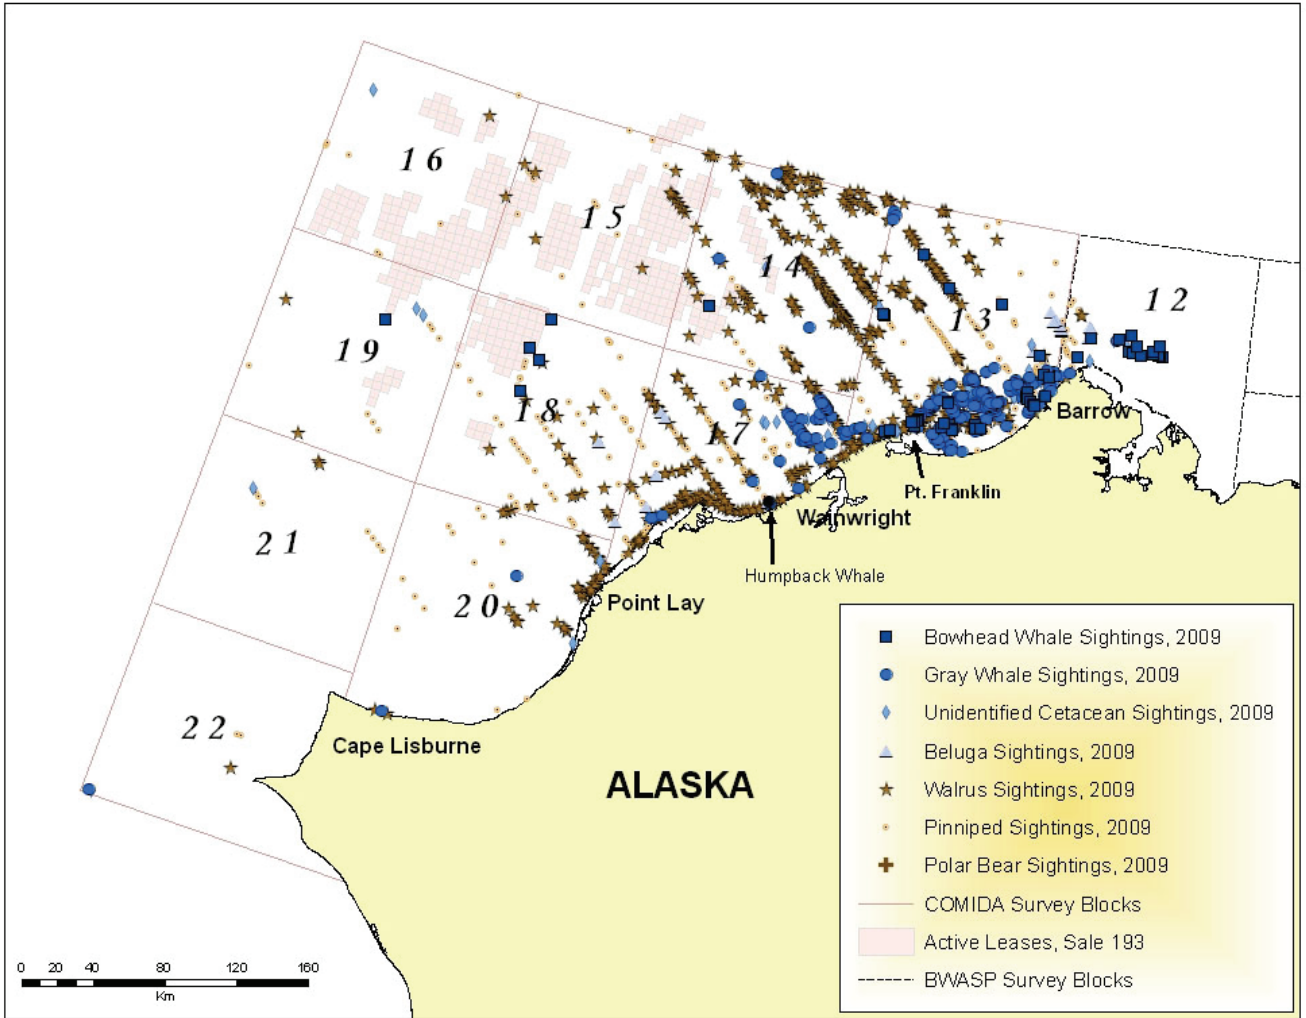 16
15
14
13
12
19
18
17
Barrow
Pt. Franklin
Wainwright
21
20
Humpback Whale
Point Lay
22
Cape Lisburne
ALASKA
Bowhead Whale Sightings, 2009
Gray Whale Sightings, 2009
Unidentified Cetacean Sightings, 2009
Beluga Sightings, 2009
Walrus Sightings, 2009
Pinniped Sightings, 2009
Polar Bear Sightings, 2009
COMIDA Survey Blocks
Active Leases, Sale 193
BWASP Survey Blocks
0 20 40 80 120 160
Km